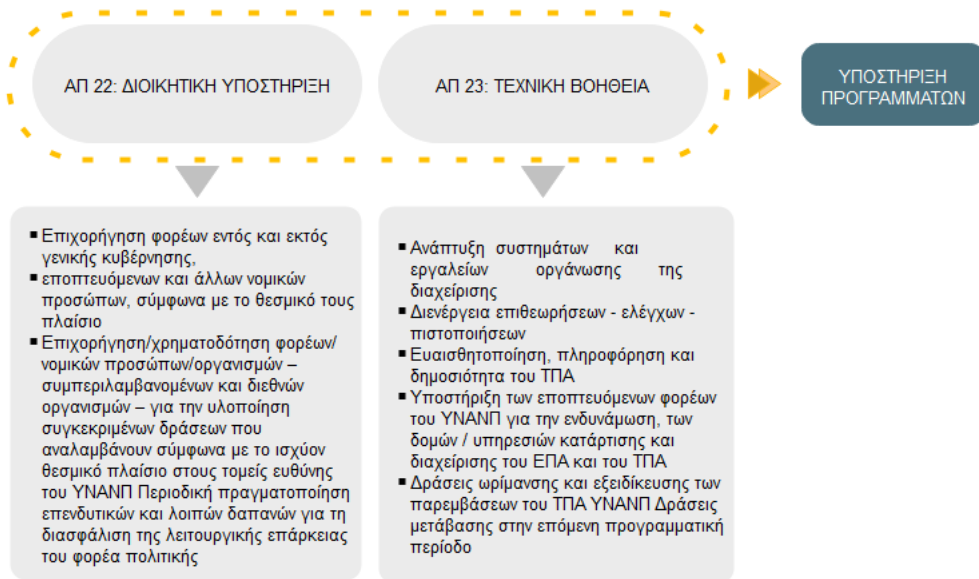 ΑΠ 22: ΔΙΟΙΚΗΤΙΚΗ ΥΠΟΣΤΗΡΙΞΗ
ΑΠ 23: ΤΕΧΝΙΚΗ ΒΟΗΘΕΙΑ
ΥΠΟΣΤΗΡΙΞΗ
ΠΡΟΓΡΑΜΜΑΤΩΝ
▪ Επιχορήγηση φορέων εντός και εκτός
γενικής κυβέρνησης,
▪ εποπτευόμενων και άλλων νομικών
προσώπων, σύμφωνα με το θεσμικό τους
πλαίσιο
▪ Επιχορήγηση/χρηματοδότηση φορέων/
νομικών προσώπων/οργανισμών –
συμπεριλαμβανομένων και διεθνών
οργανισμών – για την υλοποίηση
συγκεκριμένων δράσεων που
αναλαμβάνουν σύμφωνα με το ισχύον
θεσμικό πλαίσιο στους τομείς ευθύνης
του ΥΝΑΝΠ Περιοδική πραγματοποίηση
επενδυτικών και λοιπών δαπανών για τη
διασφάλιση της λειτουργικής επάρκειας
του φορέα πολιτικής
▪ Ανάπτυξη συστημάτων και
εργαλείων οργάνωσης της
διαχείρισης
▪ Διενέργεια επιθεωρήσεων - ελέγχων -
πιστοποιήσεων
▪ Ευαισθητοποίηση, πληροφόρηση και
δημοσιότητα του ΤΠΑ
▪ Υποστήριξη των εποπτευόμενων φορέων
του ΥΝΑΝΠ για την ενδυνάμωση, των
δομών / υπηρεσιών κατάρτισης και
διαχείρισης του ΕΠΑ και του ΤΠΑ
▪ Δράσεις ωρίμανσης και εξειδίκευσης των
παρεμβάσεων του ΤΠΑ ΥΝΑΝΠ Δράσεις
μετάβασης στην επόμενη προγραμματική
περίοδο